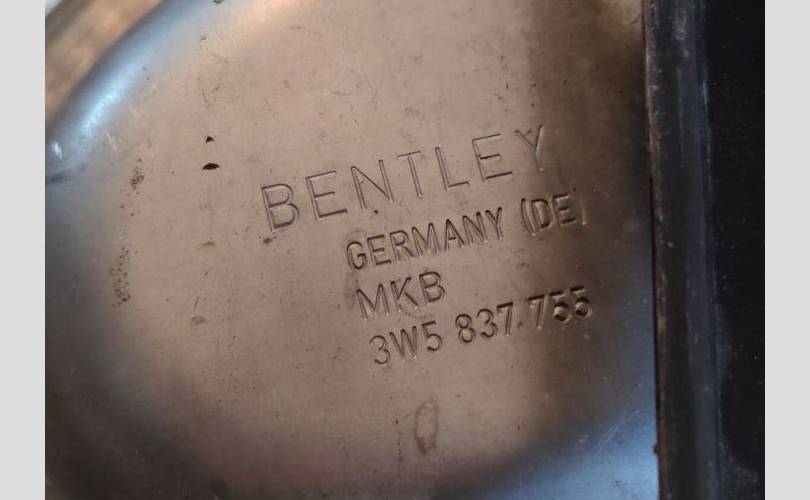 BENTLEY
GERMANY (DE)
MKB
3W5 837.755